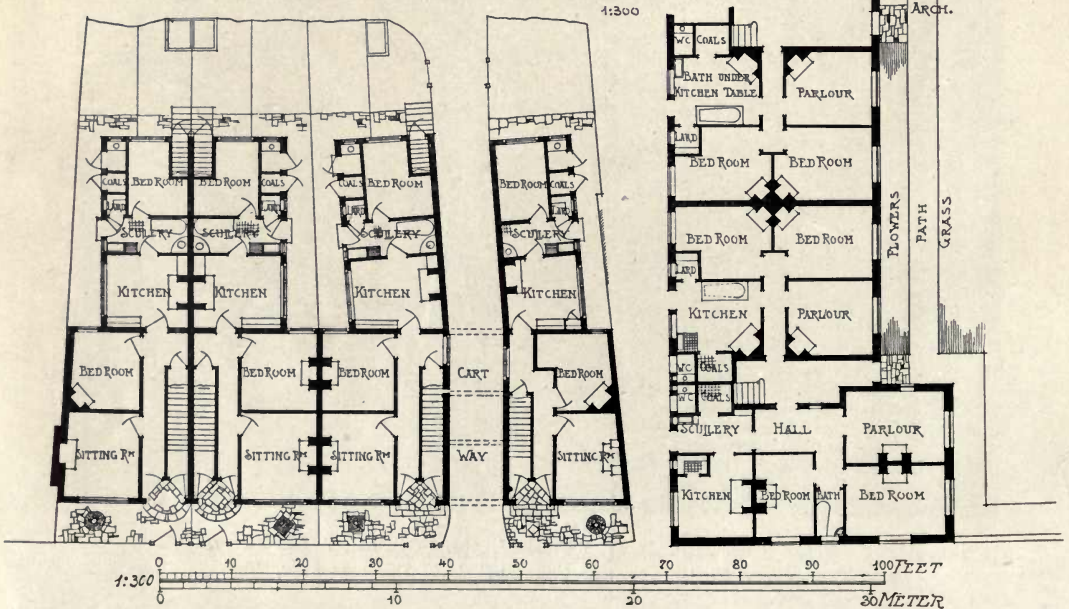 1:300
ARCH.
WC COALS
BATH UNDER
KITCHEN TABLE
PARLOUR
LARD
BED ROOM BED ROOM
COALS BED ROOM BED ROOM COALS
LARD LARD
SCULLERY SCULLERY
KITCHEN KITCHEN
COALS BED ROOM
LARD
SCULLERY
KITCHEN
BED ROOM COALS
LARD
SCULLERY
KITCHEN
BED ROOM BED ROOM
LARD
KITCHEN PARLOUR
WC COALS
WC COALS
FLOWERS
PATH
GRASS
BED ROOM BED ROOM BED ROOM CART BED ROOM
SITTING RM SITTING RM SITTING RM WAY SITTING RM
SCULLERY HALL PARLOUR
KITCHEN BED ROOM BATH BED ROOM
0 10 20 30 40 50 60 70 80 90 100 FEET
1:300
0 10 20 30 METER